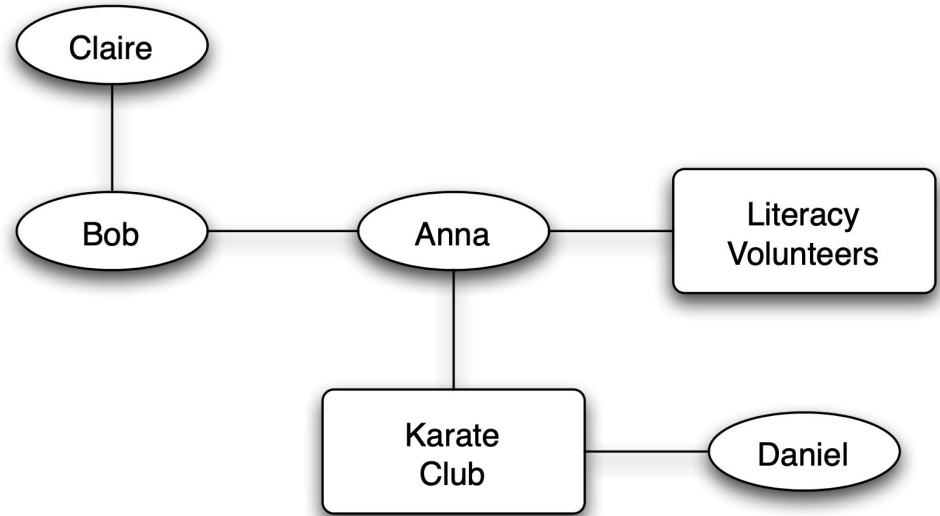 Claire
Bob
Anna
Literacy
Volunteers
Karate
Club
Daniel